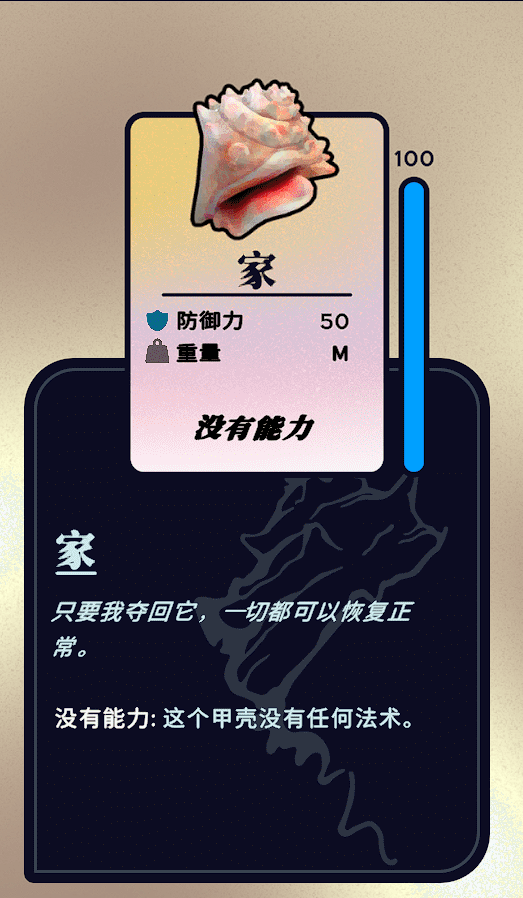 100
家
防御力 50
重量 M
没有能力
家
只要我夺回它，一切都可以恢复正
常。
没有能力: 这个甲壳没有任何法术。